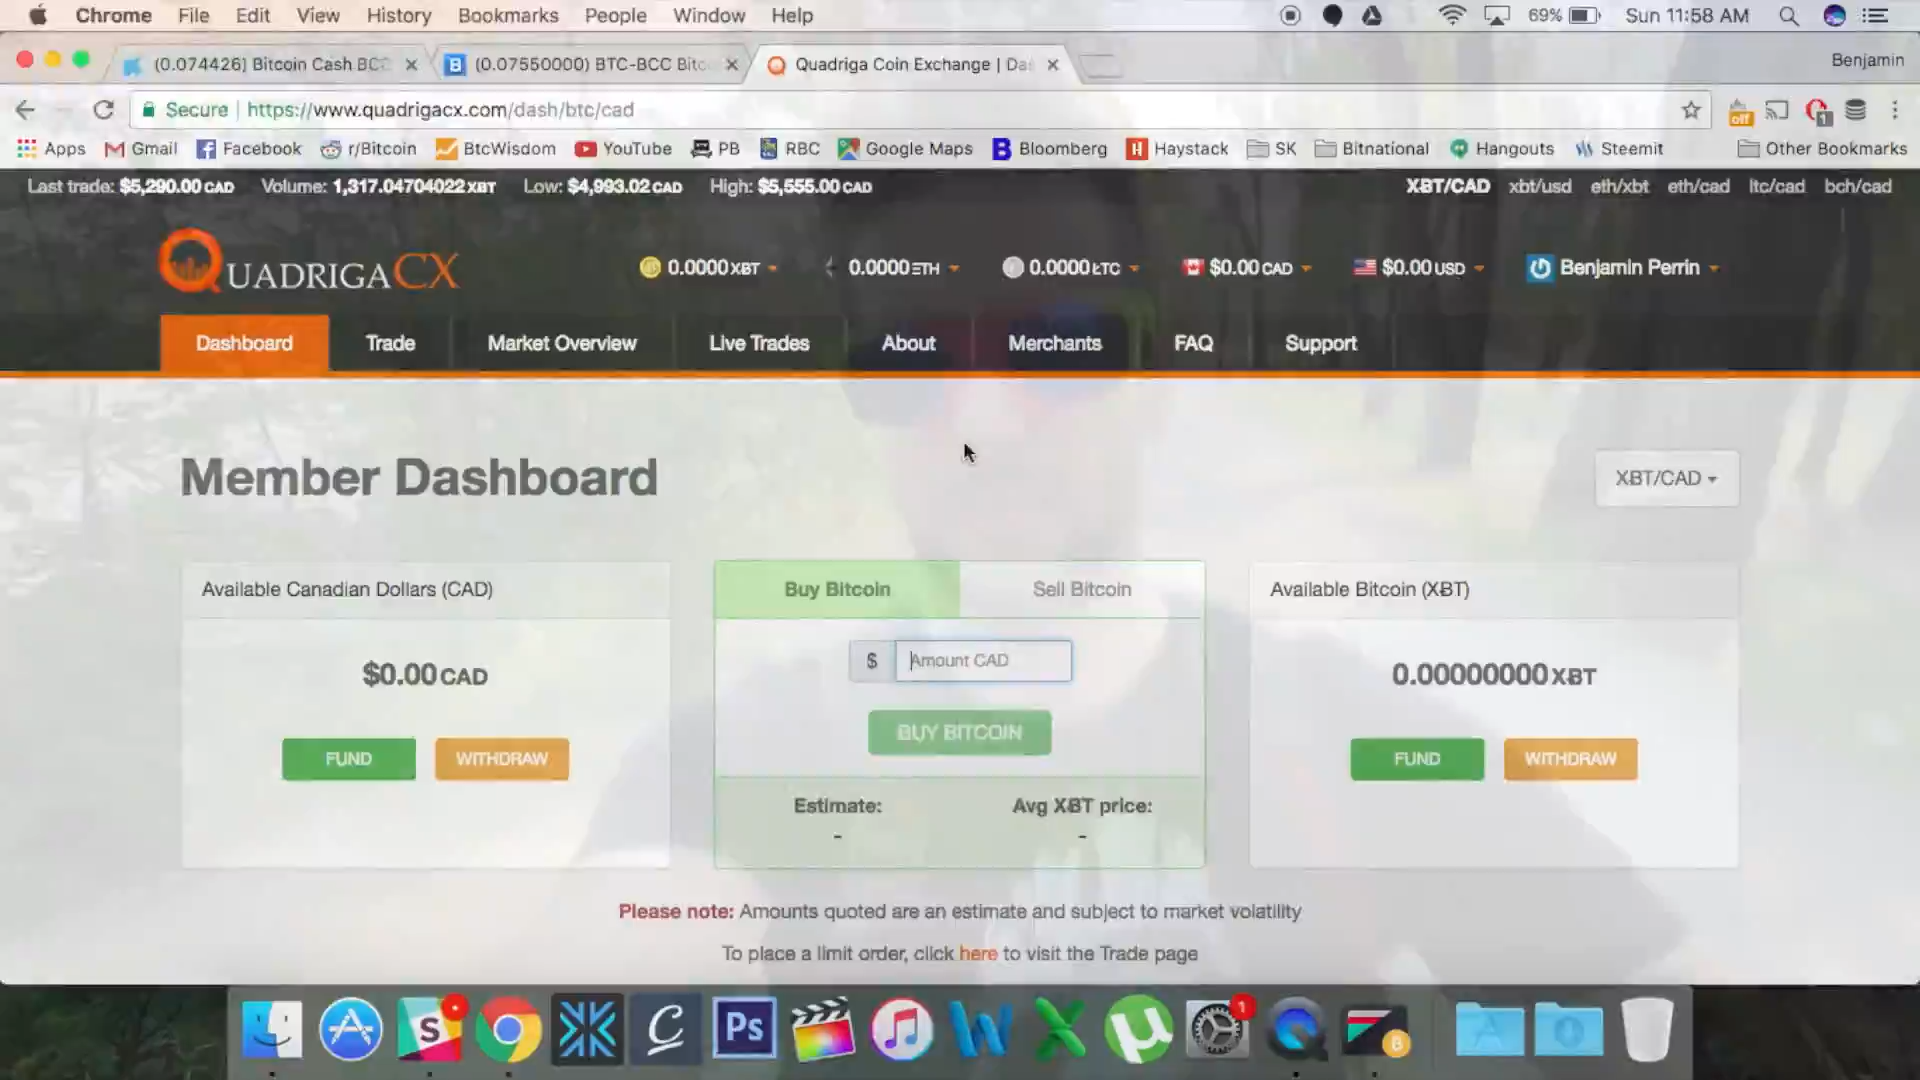 Chrome File Edit View History Bookmarks People Window Help 69% Sun 11:58 AM
(0.074426) Bitcoin Cash BCC (0.07550000) BTC-BCC Bitc Quadriga Coin Exchange | Das Benjamin
Secure | https://www.quadrigacx.com/dash/btc/cad off 1
Apps Gmail Facebook r/Bitcoin BtcWisdom YouTube PB RBC Google Maps Bloomberg Haystack SK Bitnational Hangouts Steemit Other Bookmarks
Last trade: $5,290.00 CAD Volume: 1,317.04704022 XBT Low: $4,993.02 CAD High: $5,555.00 CAD XBT/CAD xbt/usd eth/xbt eth/cad ltc/cad bch/cad
QUADRIGACX 0.0000 XBT 0.0000 ETH 0.0000 ŁTC $0.00 CAD $0.00 USD Benjamin Perrin
Dashboard Trade Market Overview Live Trades About Merchants FAQ Support
Member Dashboard XBT/CAD
Available Canadian Dollars (CAD) Buy Bitcoin Sell Bitcoin Available Bitcoin (XBT)
$ Amount CAD
$0.00 CAD 0.00000000 XBT
BUY BITCOIN
FUND WITHDRAW FUND WITHDRAW
Estimate: Avg XBT price:
- -
Please note: Amounts quoted are an estimate and subject to market volatility
To place a limit order, click here to visit the Trade page
S Ps W X µ 1 B